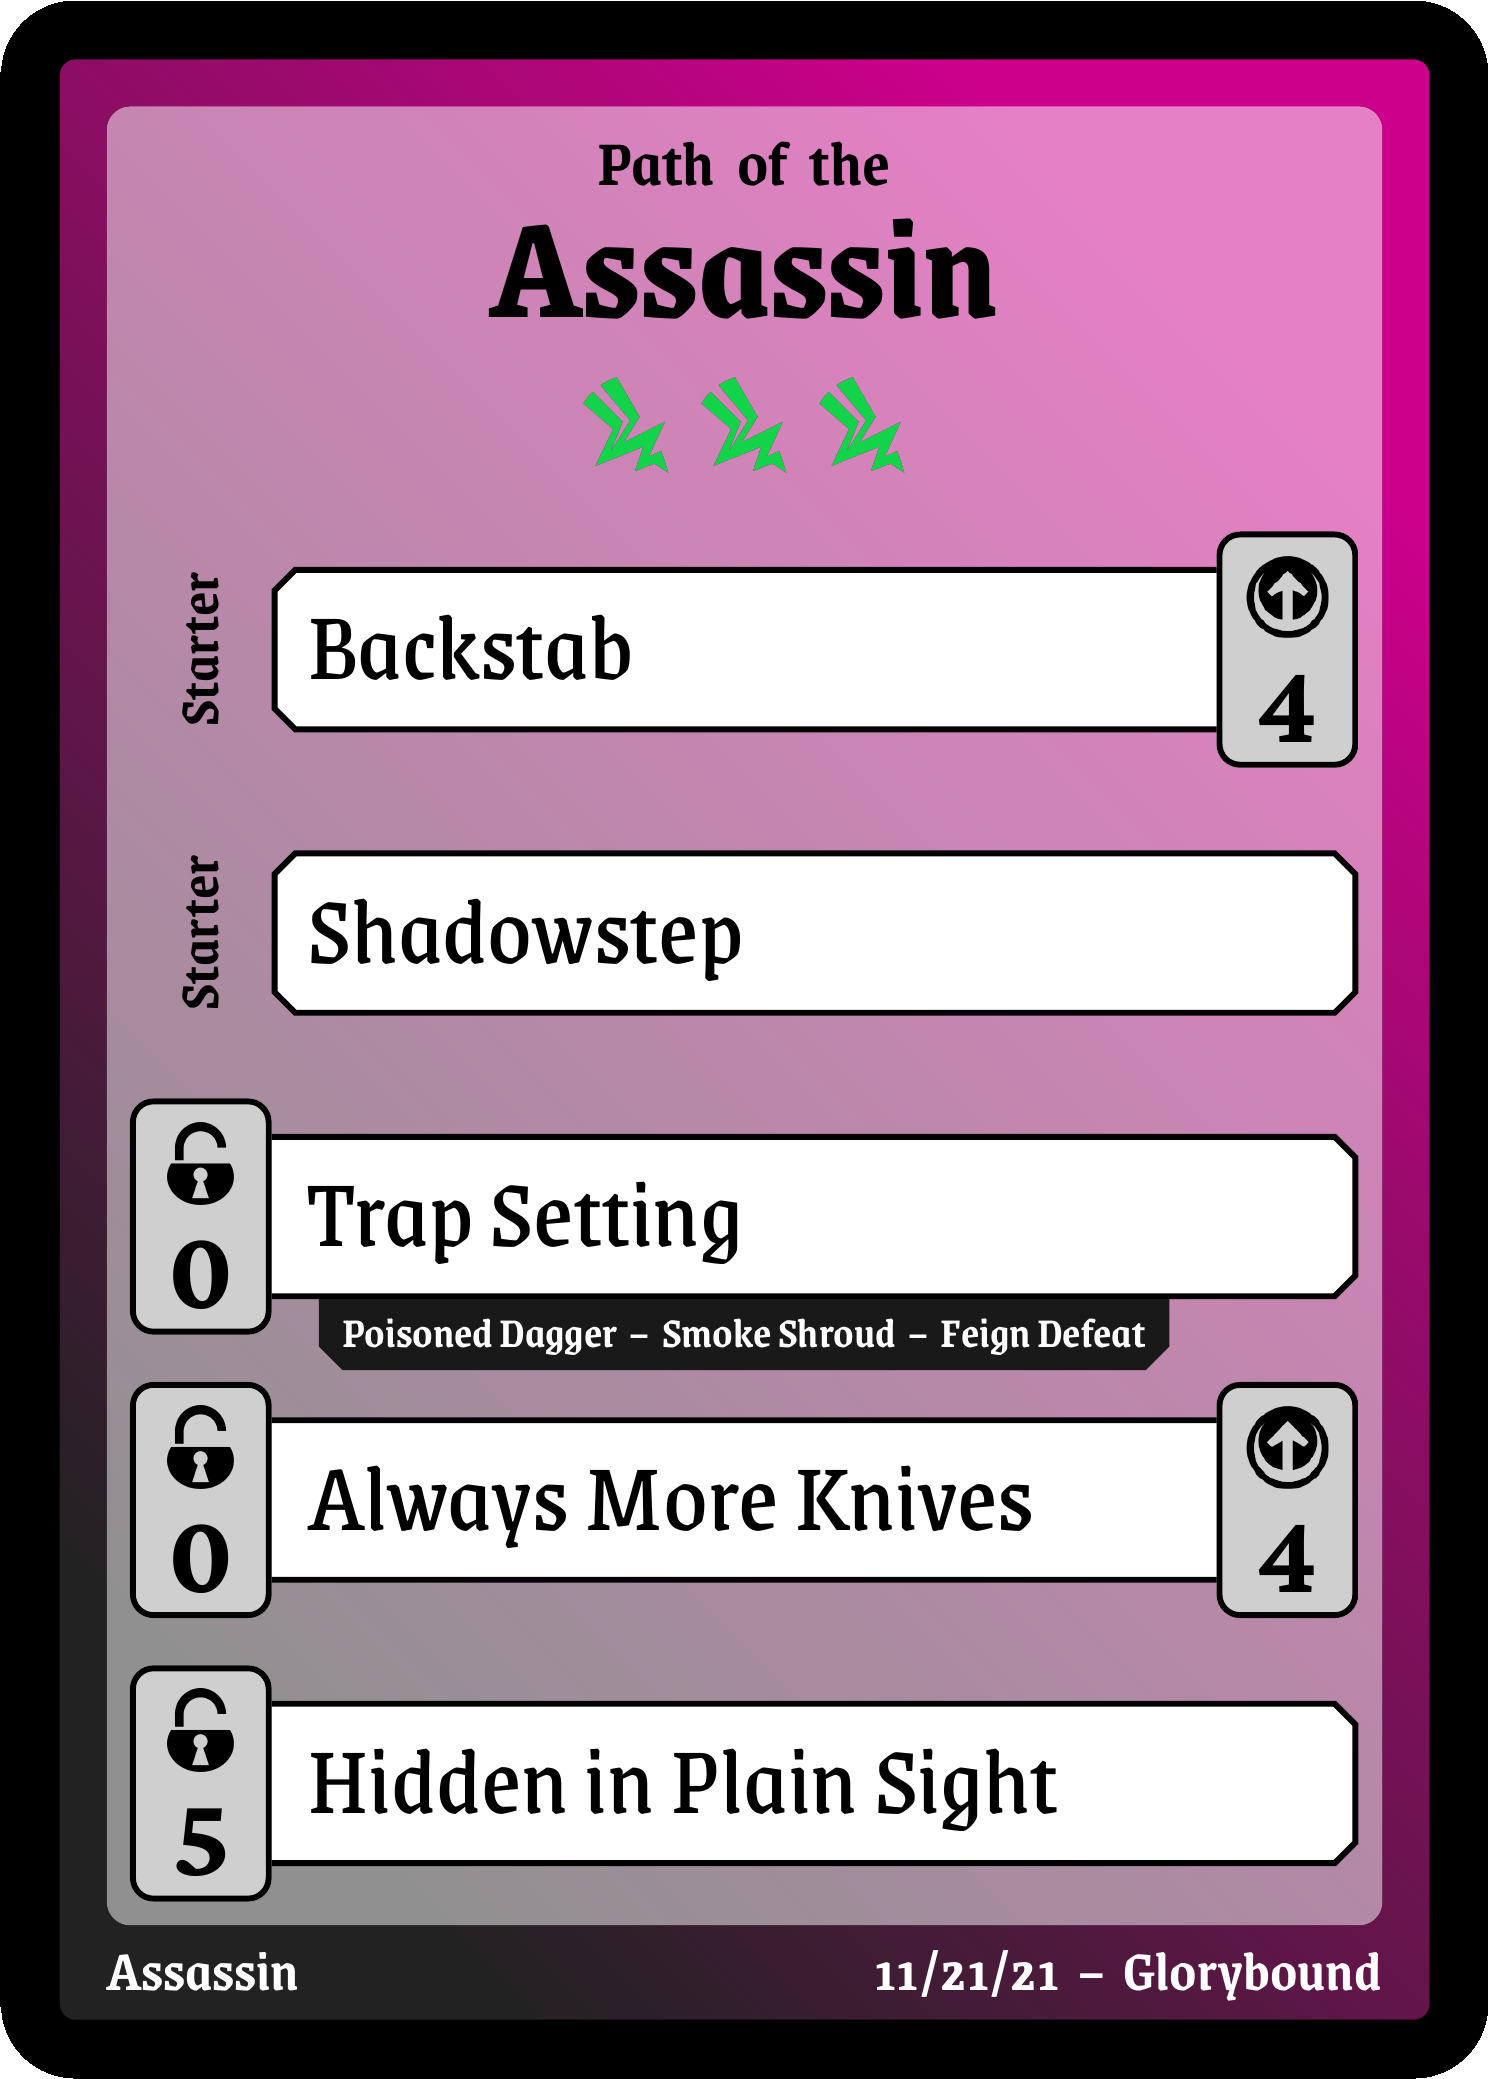 Path of the
Assassin
Starter
Backstab
4
Starter
Shadowstep
0
Trap Setting
Poisoned Dagger – Smoke Shroud – Feign Defeat
0
Always More Knives
4
5
Hidden in Plain Sight
Assassin
11/21/21 – Glorybound